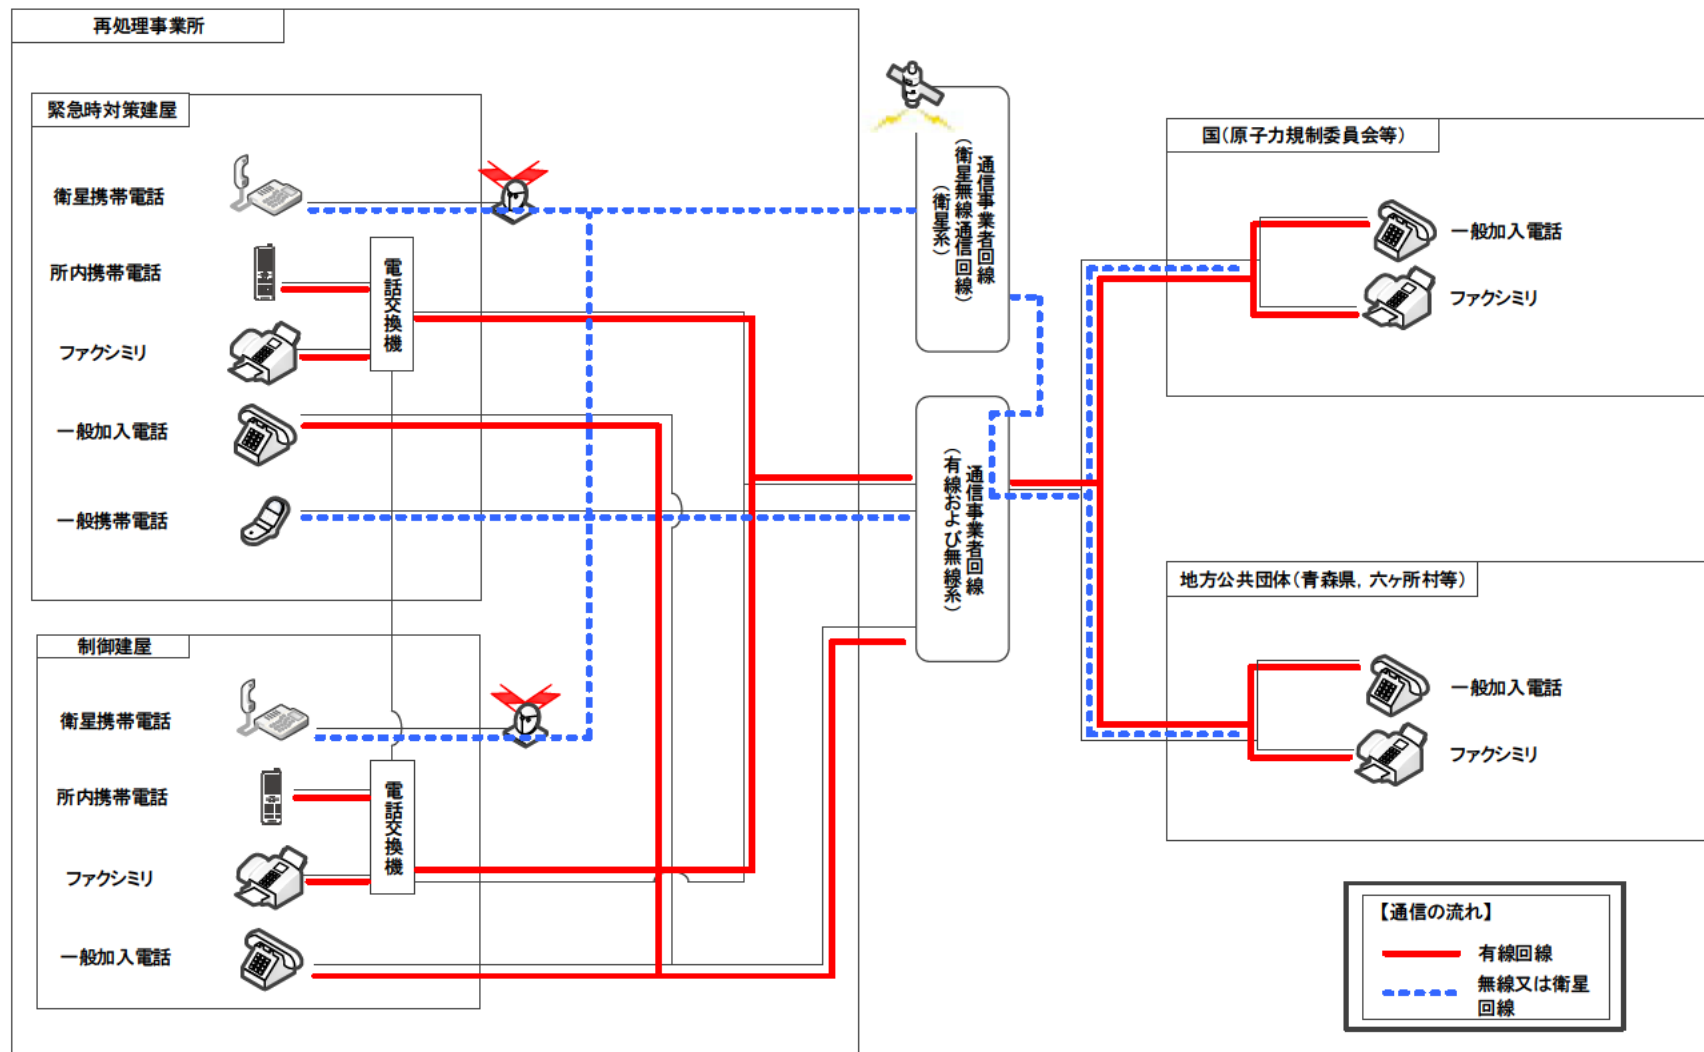 再処理事業所
緊急時対策建屋
衛星携帯電話
所内携帯電話
ファクシミリ
一般加入電話
一般携帯電話
電話交換機
制御建屋
衛星携帯電話
所内携帯電話
ファクシミリ
一般加入電話
電話交換機
通信事業者回線
(衛星無線通信回線)
(衛星系)
通信事業者回線
(有線および無線系)
国(原子力規制委員会等)
一般加入電話
ファクシミリ
地方公共団体(青森県,六ヶ所村等)
一般加入電話
ファクシミリ
【通信の流れ】
有線回線
無線又は衛星
回線